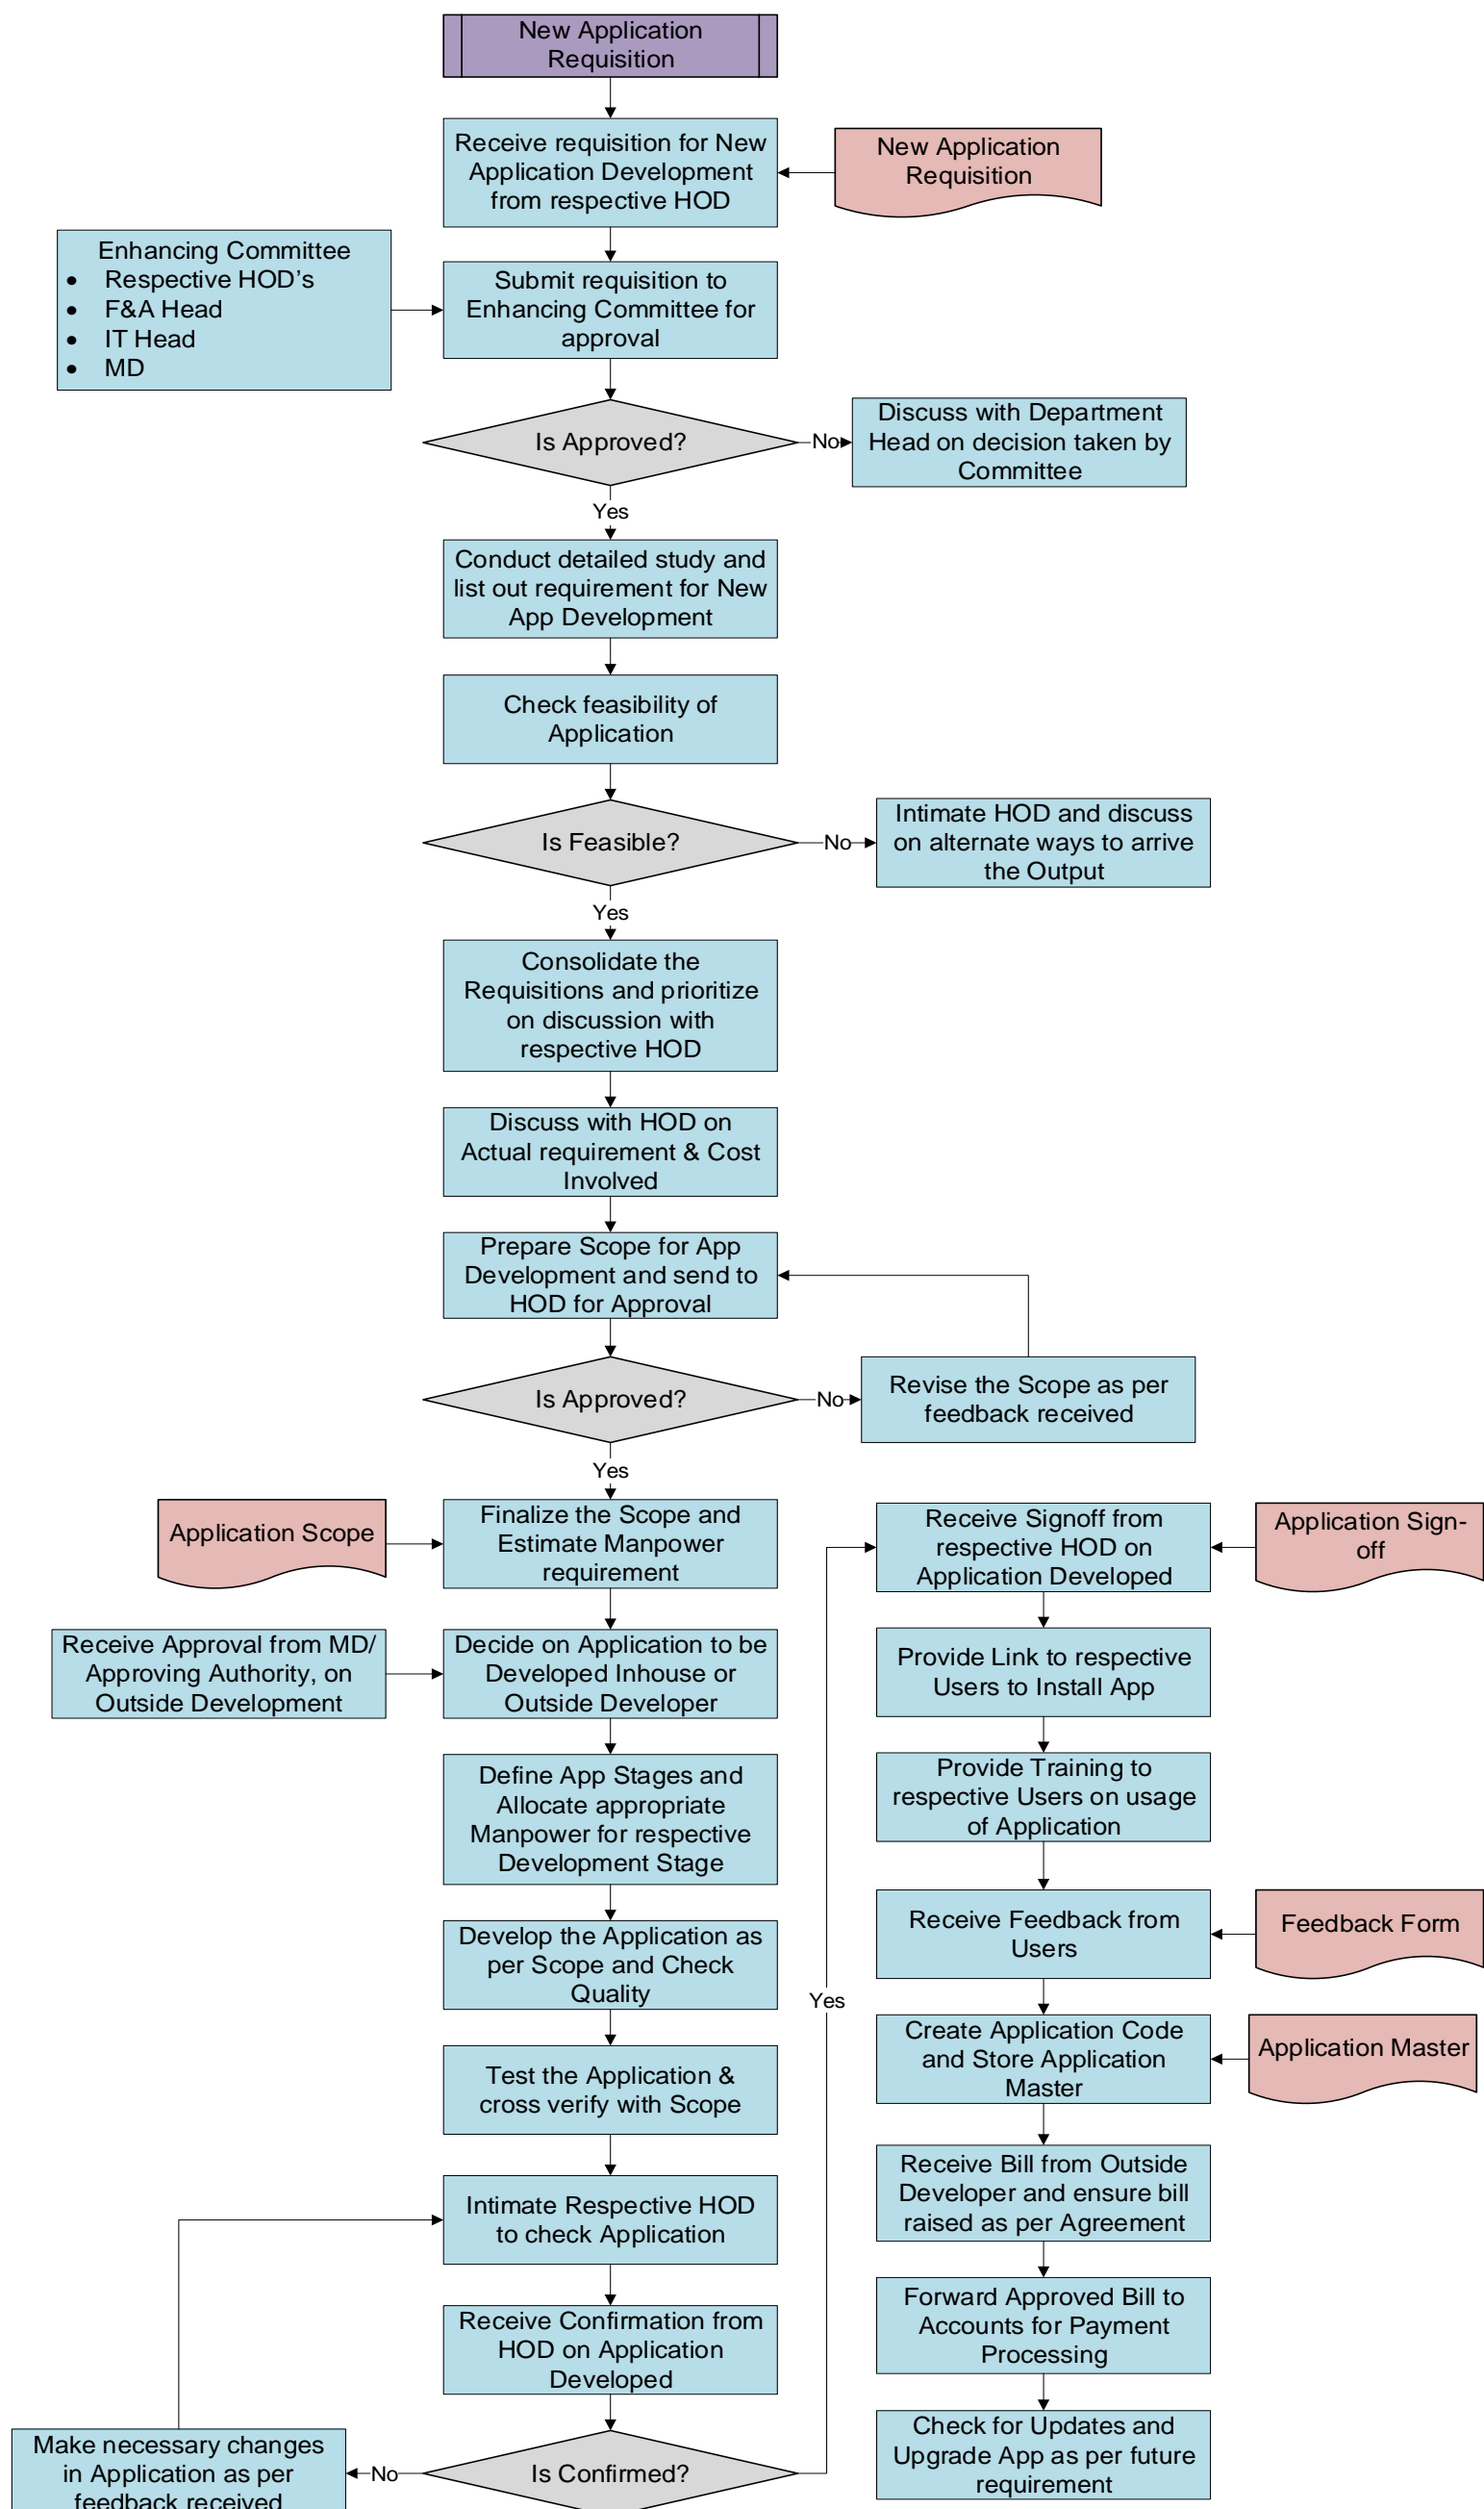 New Application
Requisition
Receive requisition for New
Application Development
from respective HOD
New Application
Requisition
Enhancing Committee
• Respective HOD's
• F&A Head
• IT Head
• MD
Submit requisition to
Enhancing Committee for
approval
Is Approved?
No
Discuss with Department
Head on decision taken by
Committee
Yes
Conduct detailed study and
list out requirement for New
App Development
Check feasibility of
Application
Is Feasible?
No
Intimate HOD and discuss
on alternate ways to arrive
the Output
Yes
Consolidate the
Requisitions and prioritize
on discussion with
respective HOD
Discuss with HOD on
Actual requirement & Cost
Involved
Prepare Scope for App
Development and send to
HOD for Approval
Is Approved?
No
Revise the Scope as per
feedback received
Yes
Application Scope
Finalize the Scope and
Estimate Manpower
requirement
Receive Approval from MD/
Approving Authority, on
Outside Development
Decide on Application to be
Developed Inhouse or
Outside Developer
Define App Stages and
Allocate appropriate
Manpower for respective
Development Stage
Develop the Application as
per Scope and Check
Quality
Test the Application &
cross verify with Scope
Intimate Respective HOD
to check Application
Receive Confirmation from
HOD on Application
Developed
Is Confirmed?
No
Make necessary changes
in Application as per
feedback received
Yes
Receive Signoff from
respective HOD on
Application Developed
Application Sign-
off
Provide Link to respective
Users to Install App
Provide Training to
respective Users on usage
of Application
Receive Feedback from
Users
Feedback Form
Create Application Code
and Store Application
Master
Application Master
Receive Bill from Outside
Developer and ensure bill
raised as per Agreement
Forward Approved Bill to
Accounts for Payment
Processing
Check for Updates and
Upgrade App as per future
requirement